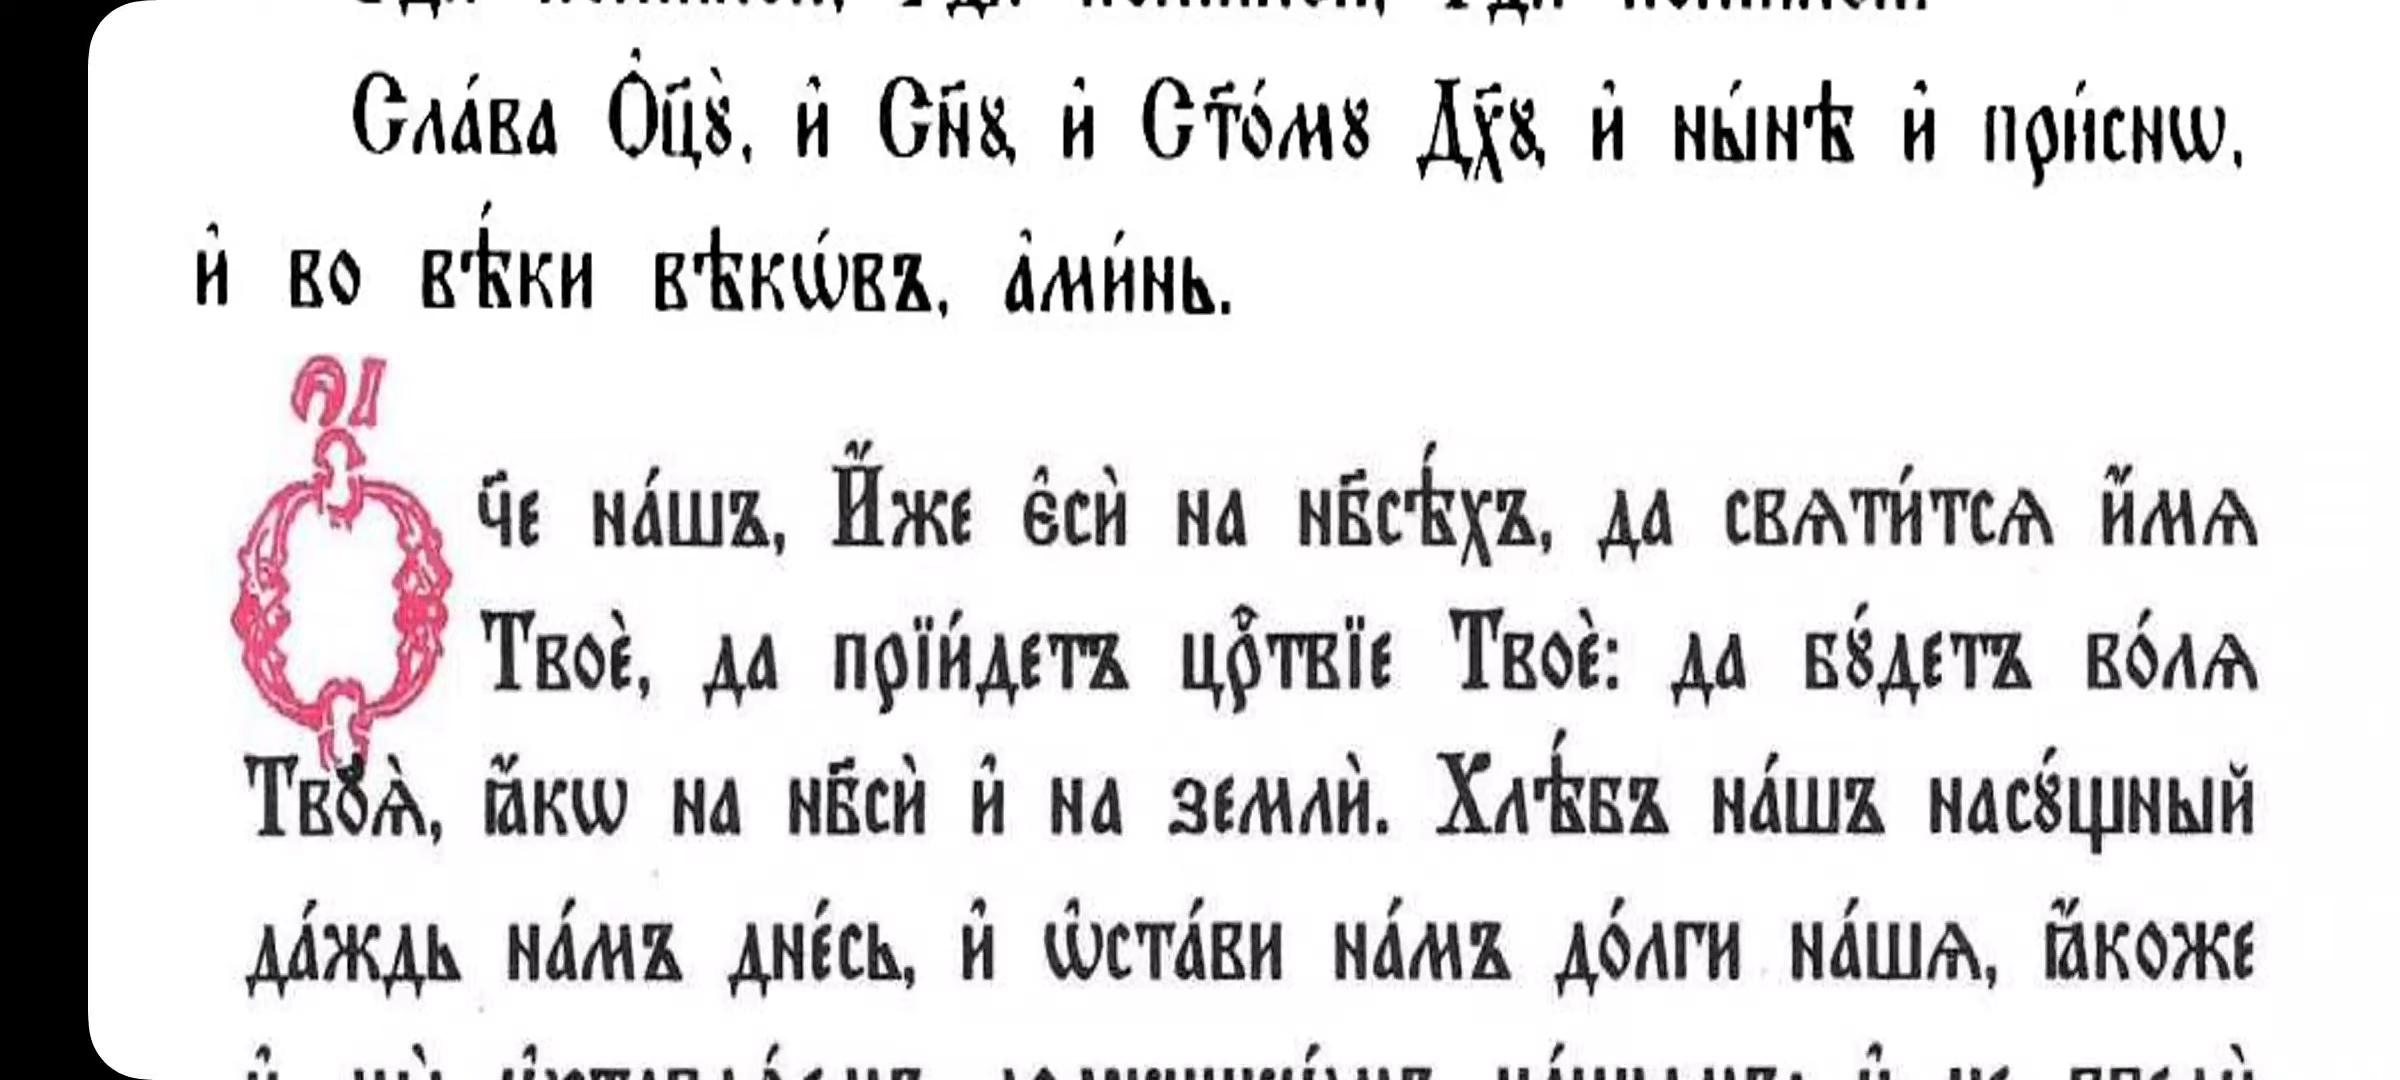 Сла́ва Ѻ҆ц҃ꙋ̀, и҆ Сн҃ꙋ, и҆ Ст҃о́мꙋ Дх҃ꙋ, и҆ ны́нѣ и҆ при́снѡ,
и҆ во вѣ́ки вѣкѡ́въ, а҆ми́нь.
Ѻ҆ч҃е на́шъ, И҆́же є҆сѝ на нб҃сѣ́хъ, да свѧти́тсѧ и҆́мѧ
Твоѐ, да прїи́детъ црⷭ҇твїе Твоѐ: да бꙋ́детъ во́лѧ
Твоѧ̀, ꙗ҆́кѡ на нб҃сѝ и҆ на землѝ. Хлѣ́бъ на́шъ насꙋ́щный
да́ждь на́мъ дне́сь, и҆ ѡ҆ста́ви на́мъ до́лги на́шѧ, ꙗ҆́коже